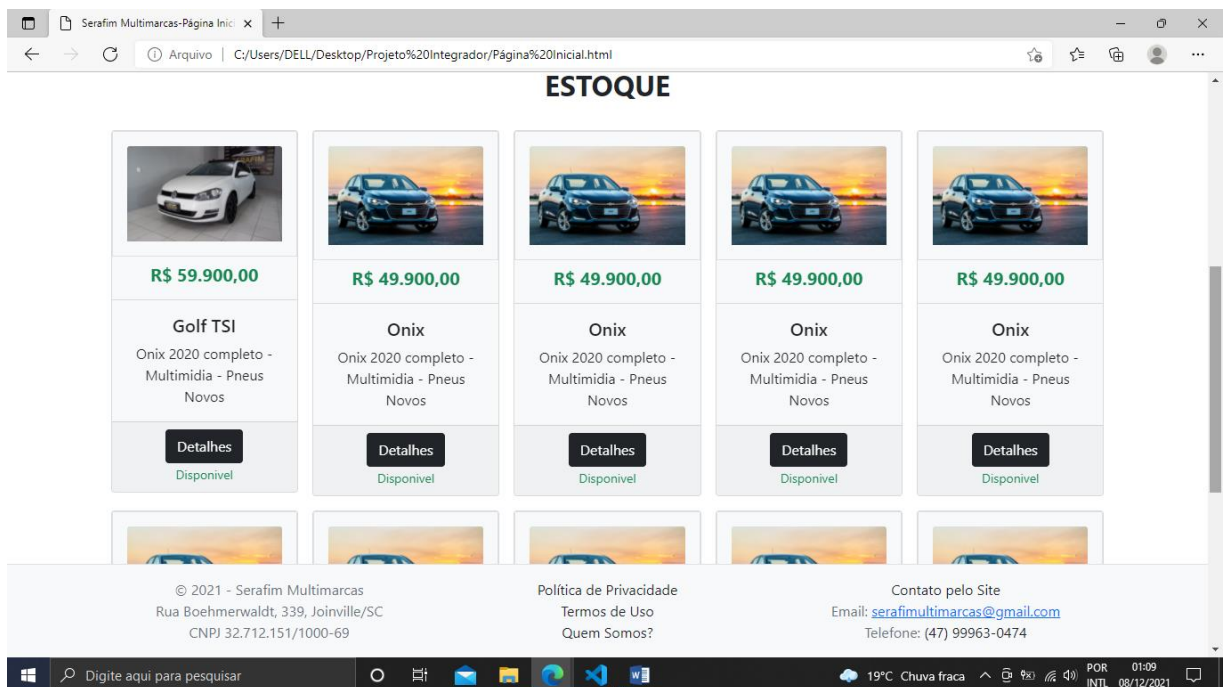 Serafim Multimarcas-Página Inici
Arquivo | C:/Users/DELL/Desktop/Projeto%20Integrador/Página%20Inicial.html
ESTOQUE
SERAFIM
R$ 59.900,00
Golf TSI
Onix 2020 completo -
Multimidia - Pneus
Novos
Detalhes
Disponivel
R$ 49.900,00
Onix
Onix 2020 completo -
Multimidia - Pneus
Novos
Detalhes
Disponivel
R$ 49.900,00
Onix
Onix 2020 completo -
Multimidia - Pneus
Novos
Detalhes
Disponivel
R$ 49.900,00
Onix
Onix 2020 completo -
Multimidia - Pneus
Novos
Detalhes
Disponivel
R$ 49.900,00
Onix
Onix 2020 completo -
Multimidia - Pneus
Novos
Detalhes
Disponivel
© 2021 - Serafim Multimarcas
Rua Boehmerwaldt, 339, Joinville/SC
CNPJ 32.712.151/1000-69
Política de Privacidade
Termos de Uso
Quem Somos?
Contato pelo Site
Email: serafimultimarcas@gmail.com
Telefone: (47) 99963-0474
Digite aqui para pesquisar
19°C Chuva fraca
POR
INTL
01:09
08/12/2021